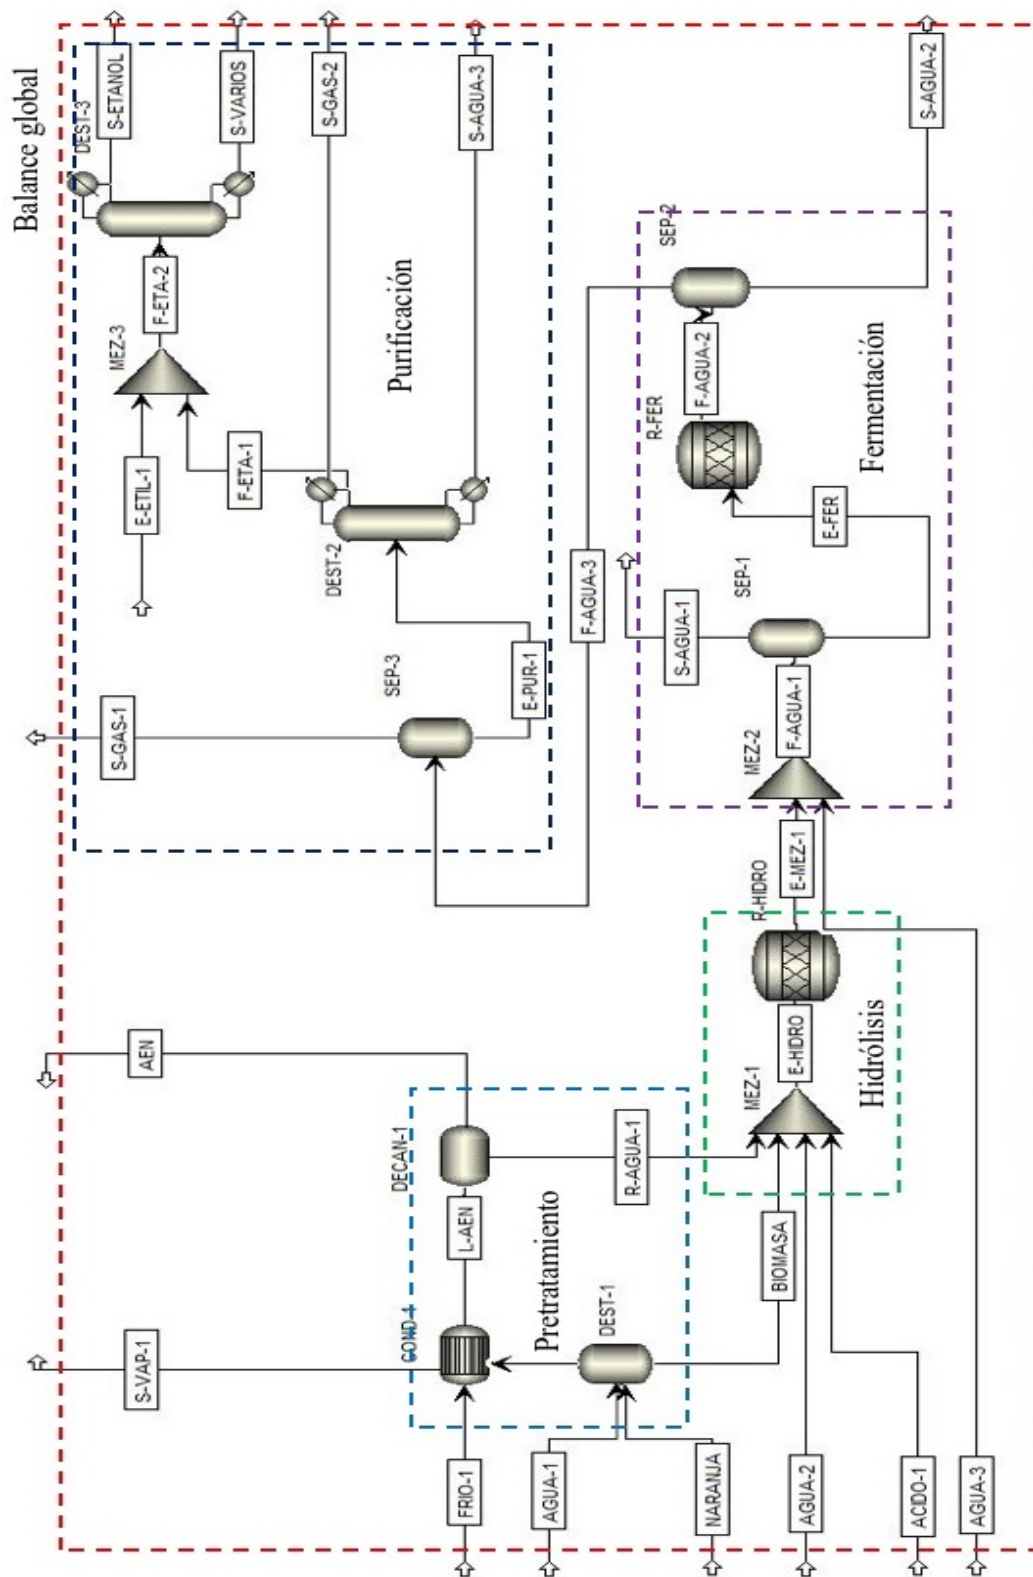 Balance global
S-ETANOL
DEST-3
S-VARIOS
S-GAS-2
S-AGUA-3
S-AGUA-2
F-ETA-2
MEZ-3
E-ETIL-1
F-ETA-1
Purificación
DEST-2
SEP-3
E-PUR-1
S-GAS-1
SEP-2
F-AGUA-2
R-FER
Fermentación
E-FER
F-AGUA-3
SEP-1
S-AGUA-1
F-AGUA-1
MEZ-2
E-MEZ-1
R-HIDRO
E-HIDRO
MEZ-1
Hidrólisis
AEN
DECAN-1
R-AGUA-1
L-AEN
Pretratamiento
BIOMASA
DEST-1
COND-1
S-VAP-1
FRIO-1
AGUA-1
NARANJA
AGUA-2
ACIDO-1
AGUA-3